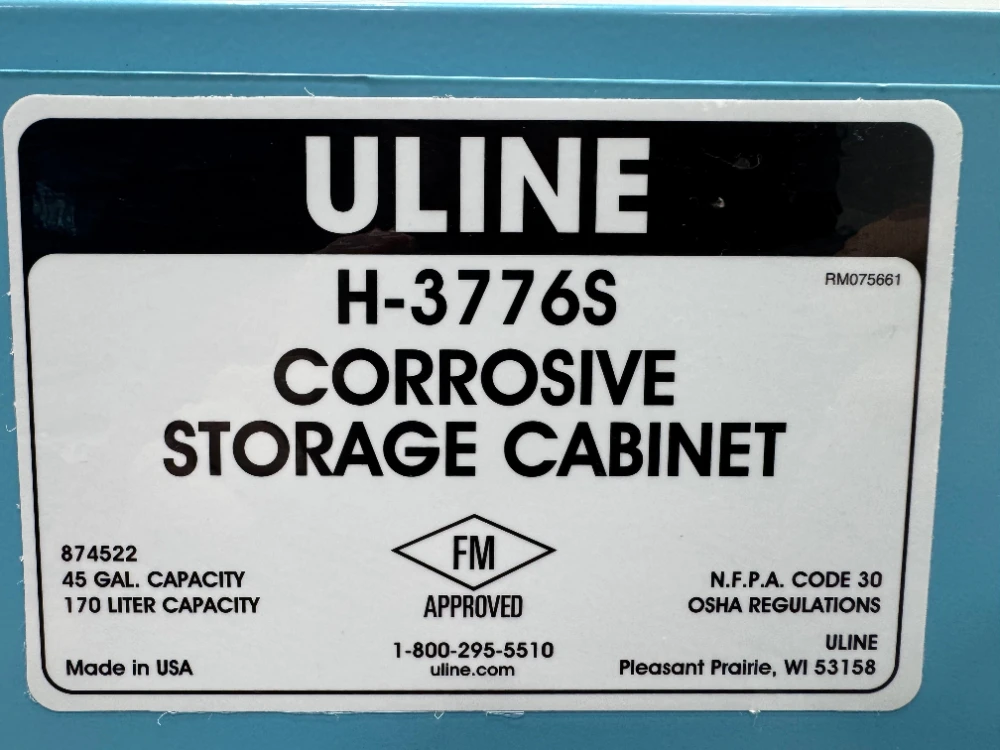 ULINE
RM075661
H-3776S
CORROSIVE
STORAGE CABINET
FM
APPROVED
874522
45 GAL. CAPACITY
170 LITER CAPACITY
Made in USA
1-800-295-5510
uline.com
N.F.P.A. CODE 30
OSHA REGULATIONS
ULINE
Pleasant Prairie, WI 53158